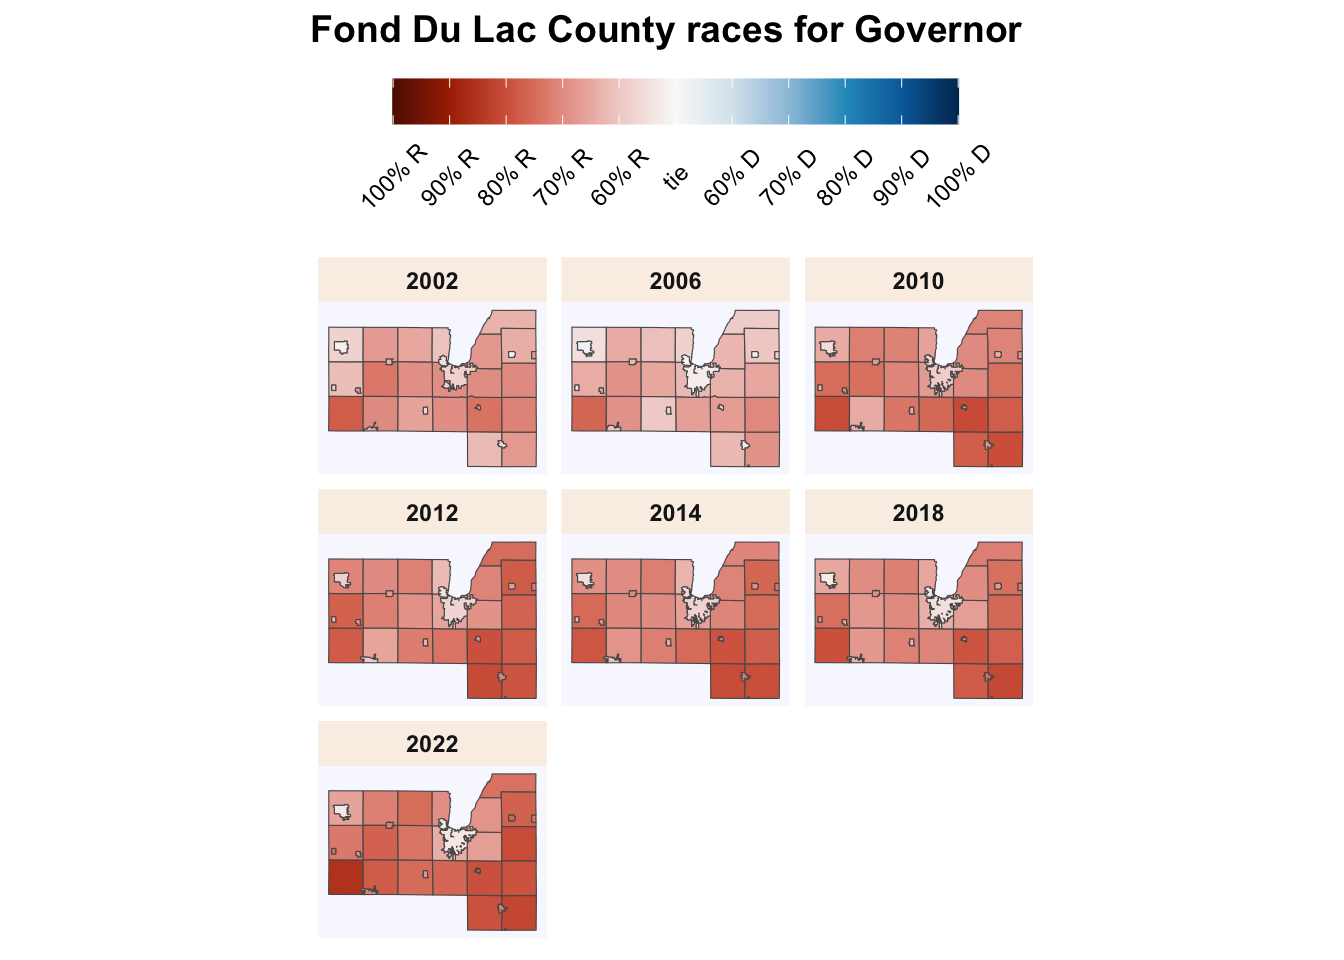 Fond Du Lac County races for Governor
100% R 90% R 80% R 70% R 60% R tie 60% D 70% D 80% D 90% D 100% D
2002 2006 2010
2012 2014 2018
2022